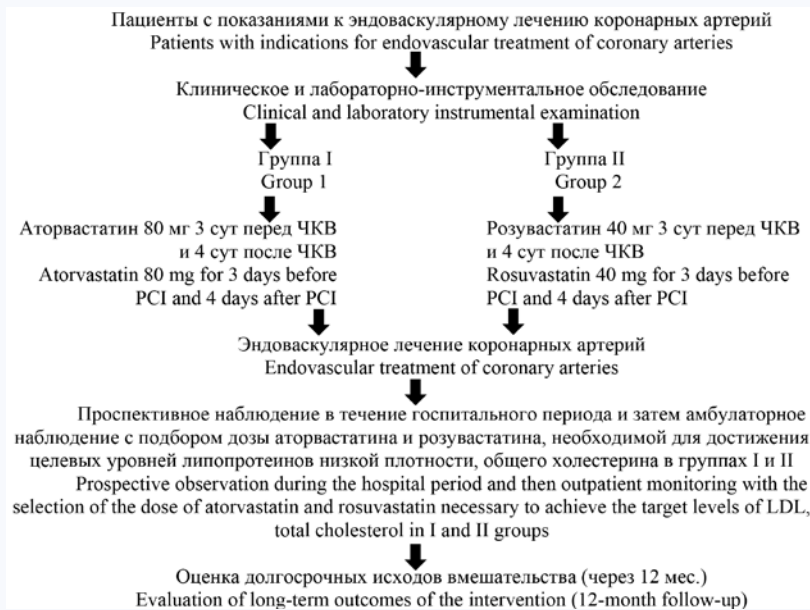 Пациенты с показаниями к эндоваскулярному лечению коронарных артерий
Patients with indications for endovascular treatment of coronary arteries
Клиническое и лабораторно-инструментальное обследование
Clinical and laboratory instrumental examination
Группа I
Group 1
Аторвастатин 80 мг 3 сут перед ЧКВ
и 4 сут после ЧКВ
Atorvastatin 80 mg for 3 days before
PCI and 4 days after PCI
Группа II
Group 2
Розувастатин 40 мг 3 сут перед ЧКВ
и 4 сут после ЧКВ
Rosuvastatin 40 mg for 3 days before
PCI and 4 days after PCI
Эндоваскулярное лечение коронарных артерий
Endovascular treatment of coronary arteries
Проспективное наблюдение в течение госпитального периода и затем амбулаторное
наблюдение с подбором дозы аторвастатина и розувастатина, необходимой для достижения
целевых уровней липопротеинов низкой плотности, общего холестерина в группах I и II
Prospective observation during the hospital period and then outpatient monitoring with the
selection of the dose of atorvastatin and rosuvastatin necessary to achieve the target levels of LDL,
total cholesterol in I and II groups
Оценка долгосрочных исходов вмешательства (через 12 мес.)
Evaluation of long-term outcomes of the intervention (12-month follow-up)